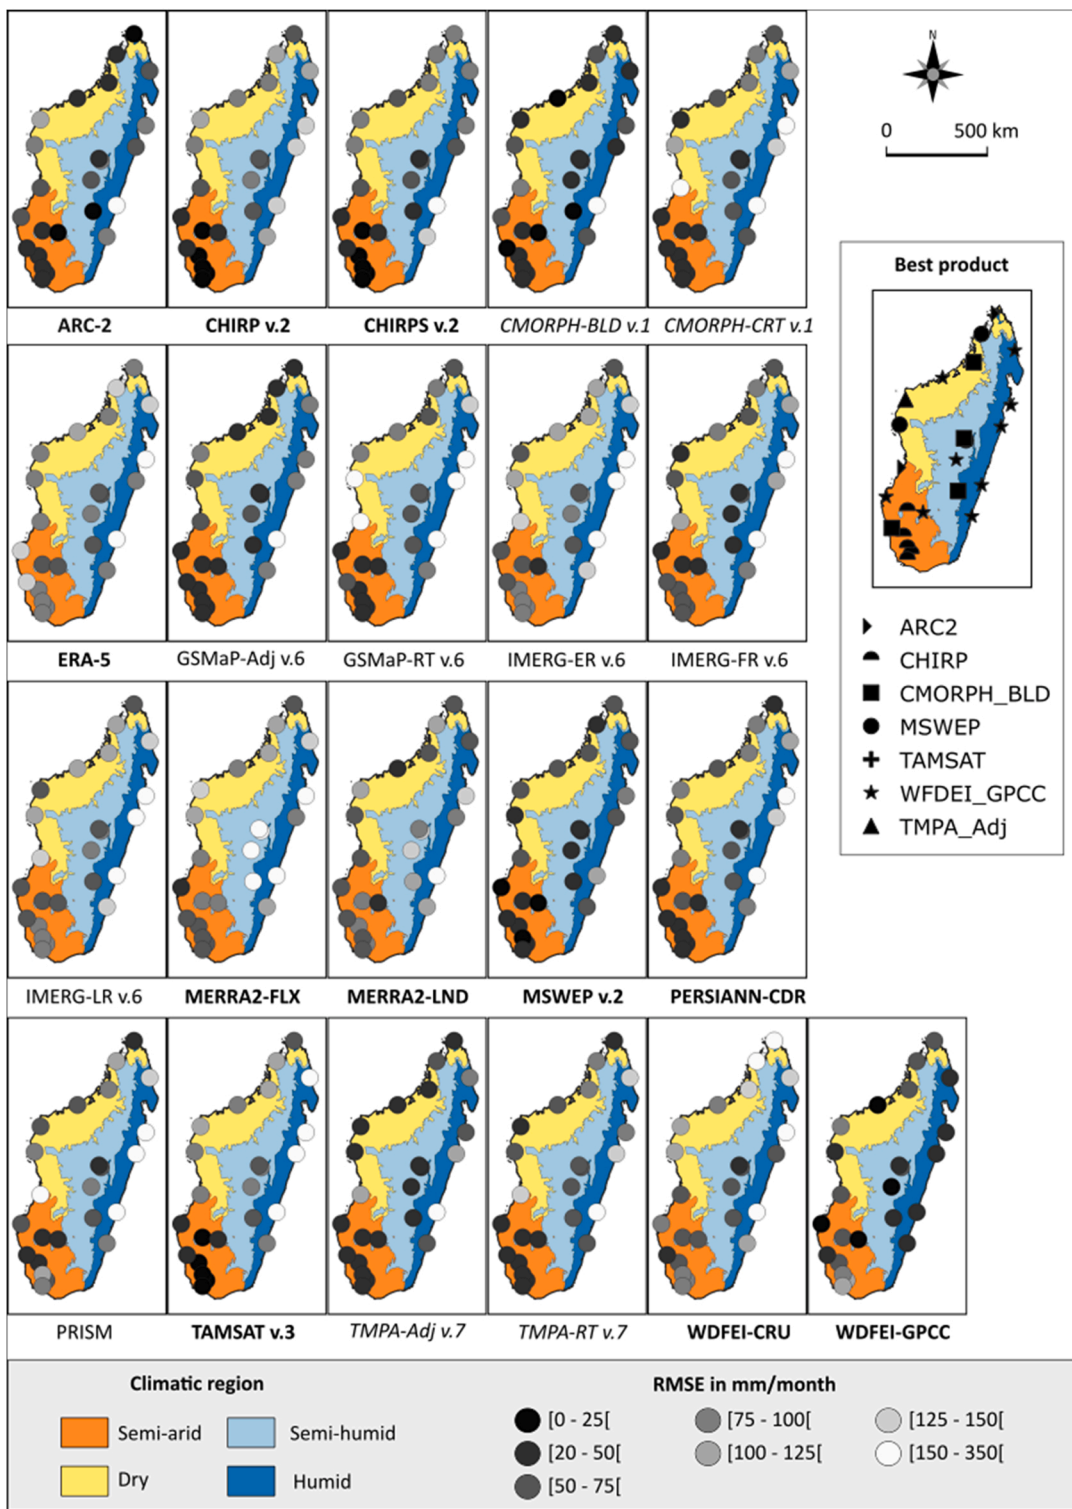 N
0 500 km
ARC-2 CHIRP v.2 CHIRPS v.2 CMORPH-BLD v.1 CMORPH-CRT v.1
Best product
ERA-5 GSMaP-Adj v.6 GSMaP-RT v.6 IMERG-ER v.6 IMERG-FR v.6
ARC2
CHIRP
CMORPH_BLD
MSWEP
TAMSAT
WFDEI_GPCC
TMPA_Adj
IMERG-LR v.6 MERRA2-FLX MERRA2-LND MSWEP v.2 PERSIANN-CDR
PRISM TAMSAT v.3 TMPA-Adj v.7 TMPA-RT v.7 WDFEI-CRU WDFEI-GPCC
Climatic region
Semi-arid Semi-humid
Dry Humid
RMSE in mm/month
[0 - 25[ [75 - 100[ [125 - 150[
[20 - 50[ [100 - 125[ [150 - 350[
[50 - 75[